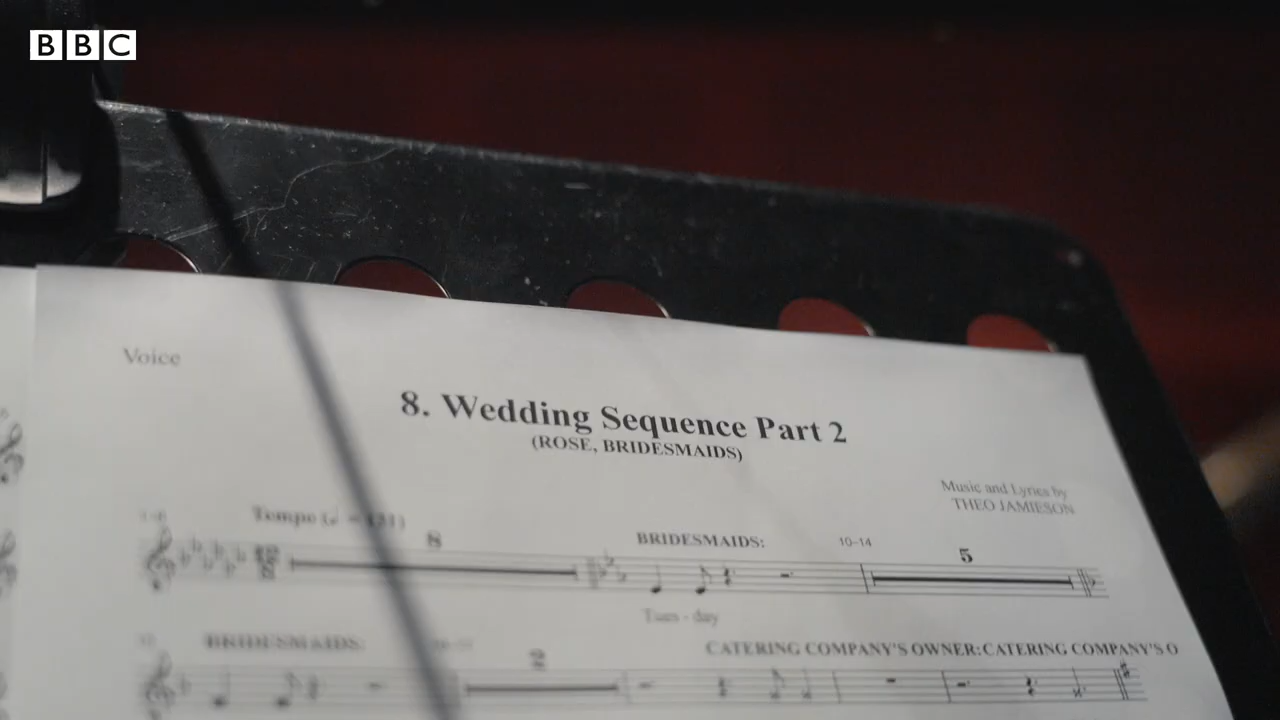 BBC
Voice
8. Wedding Sequence Part 2
(ROSE, BRIDESMAIDS)
Music and Lyrics by
THEO JAMIESON
8
BRIDESMAIDS:
10-14
5
Tues - day
BRIDESMAIDS:
2
CATERING COMPANY'S OWNER:CATERING COMPANY'S O